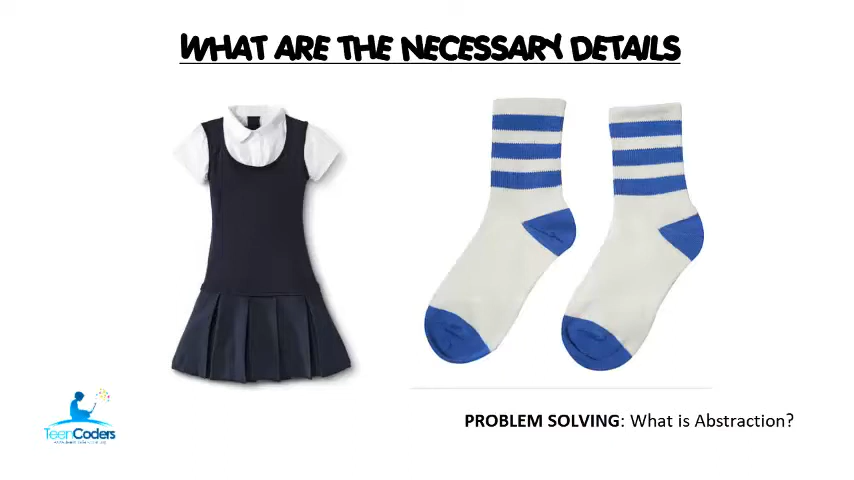 WHAT ARE THE NECESSARY DETAILS
TeenCoders
PROBLEM SOLVING: What is Abstraction?